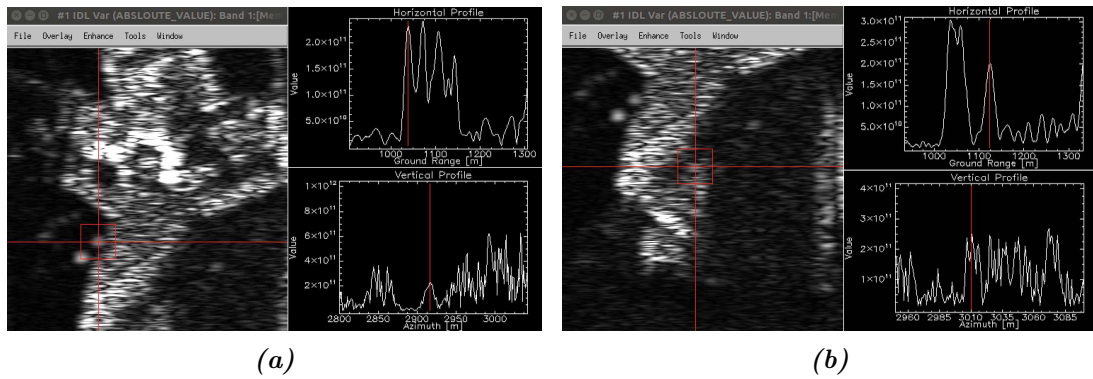 #1 IDL Var (ABSLOUTE_VALUE): Band 1:[Me
File Overlay Enhance Tools Window
Horizontal Profile
Value
2.0×10¹¹
1.5×10¹¹
1.0×10¹¹
5.0×10¹⁰
1000 1100 1200 1300
Ground Range [m]
Vertical Profile
Value
1×10¹²
8×10¹¹
6×10¹¹
4×10¹¹
2×10¹¹
2800 2850 2900 2950 3000
Azimuth [m]
(a)
#1 IDL Var (ABSLOUTE_VALUE): Band 1:[Me
File Overlay Enhance Tools Window
Horizontal Profile
Value
3.0×10¹¹
2.5×10¹¹
2.0×10¹¹
1.5×10¹¹
1.0×10¹¹
5.0×10¹⁰
1000 1100 1200 1300
Ground Range [m]
Vertical Profile
Value
4×10¹¹
3×10¹¹
2×10¹¹
1×10¹¹
2960 2985 3010 3035 3060 3085
Azimuth [m]
(b)